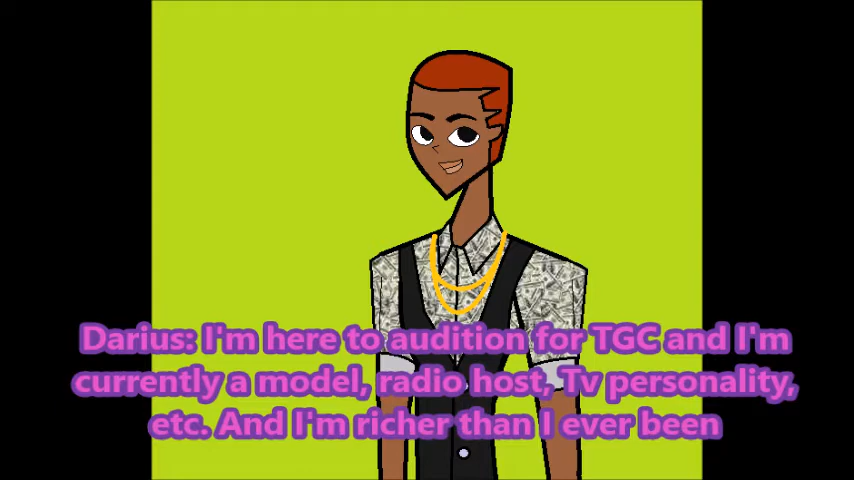 Darius: I'm here to audition for TGC and I'm
currently a model, radio host, Tv personality,
etc. And I'm richer than I ever been